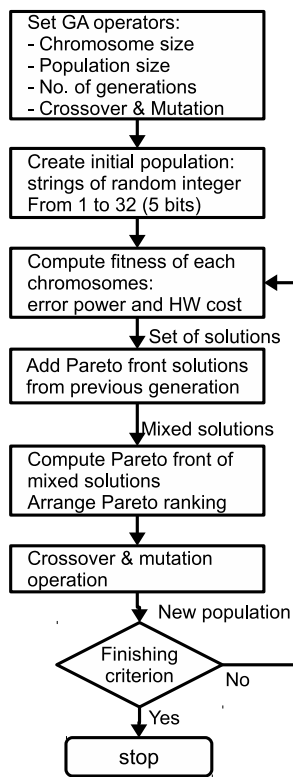 Set GA operators:
- Chromosome size
- Population size
- No. of generations
- Crossover & Mutation
Create initial population:
strings of random integer
From 1 to 32 (5 bits)
Compute fitness of each
chromosomes:
error power and HW cost
Set of solutions
Add Pareto front solutions
from previous generation
Mixed solutions
Compute Pareto front of
mixed solutions
Arrange Pareto ranking
Crossover & mutation
operation
New population
Finishing
criterion
No
Yes
stop